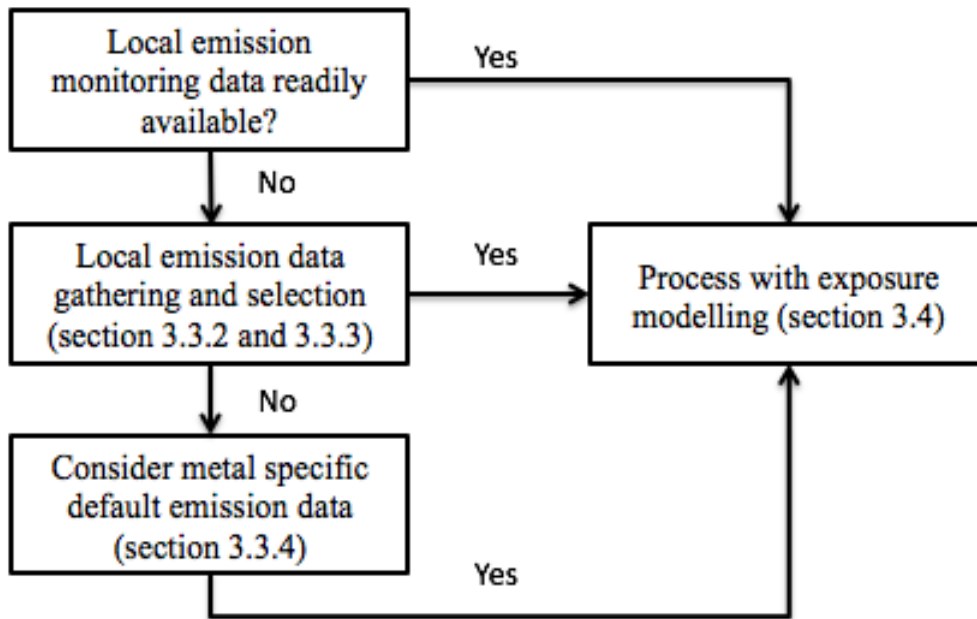 Local emission
monitoring data readily
available?
Yes
No
Local emission data
gathering and selection
(section 3.3.2 and 3.3.3)
Yes
Process with exposure
modelling (section 3.4)
No
Consider metal specific
default emission data
(section 3.3.4)
Yes